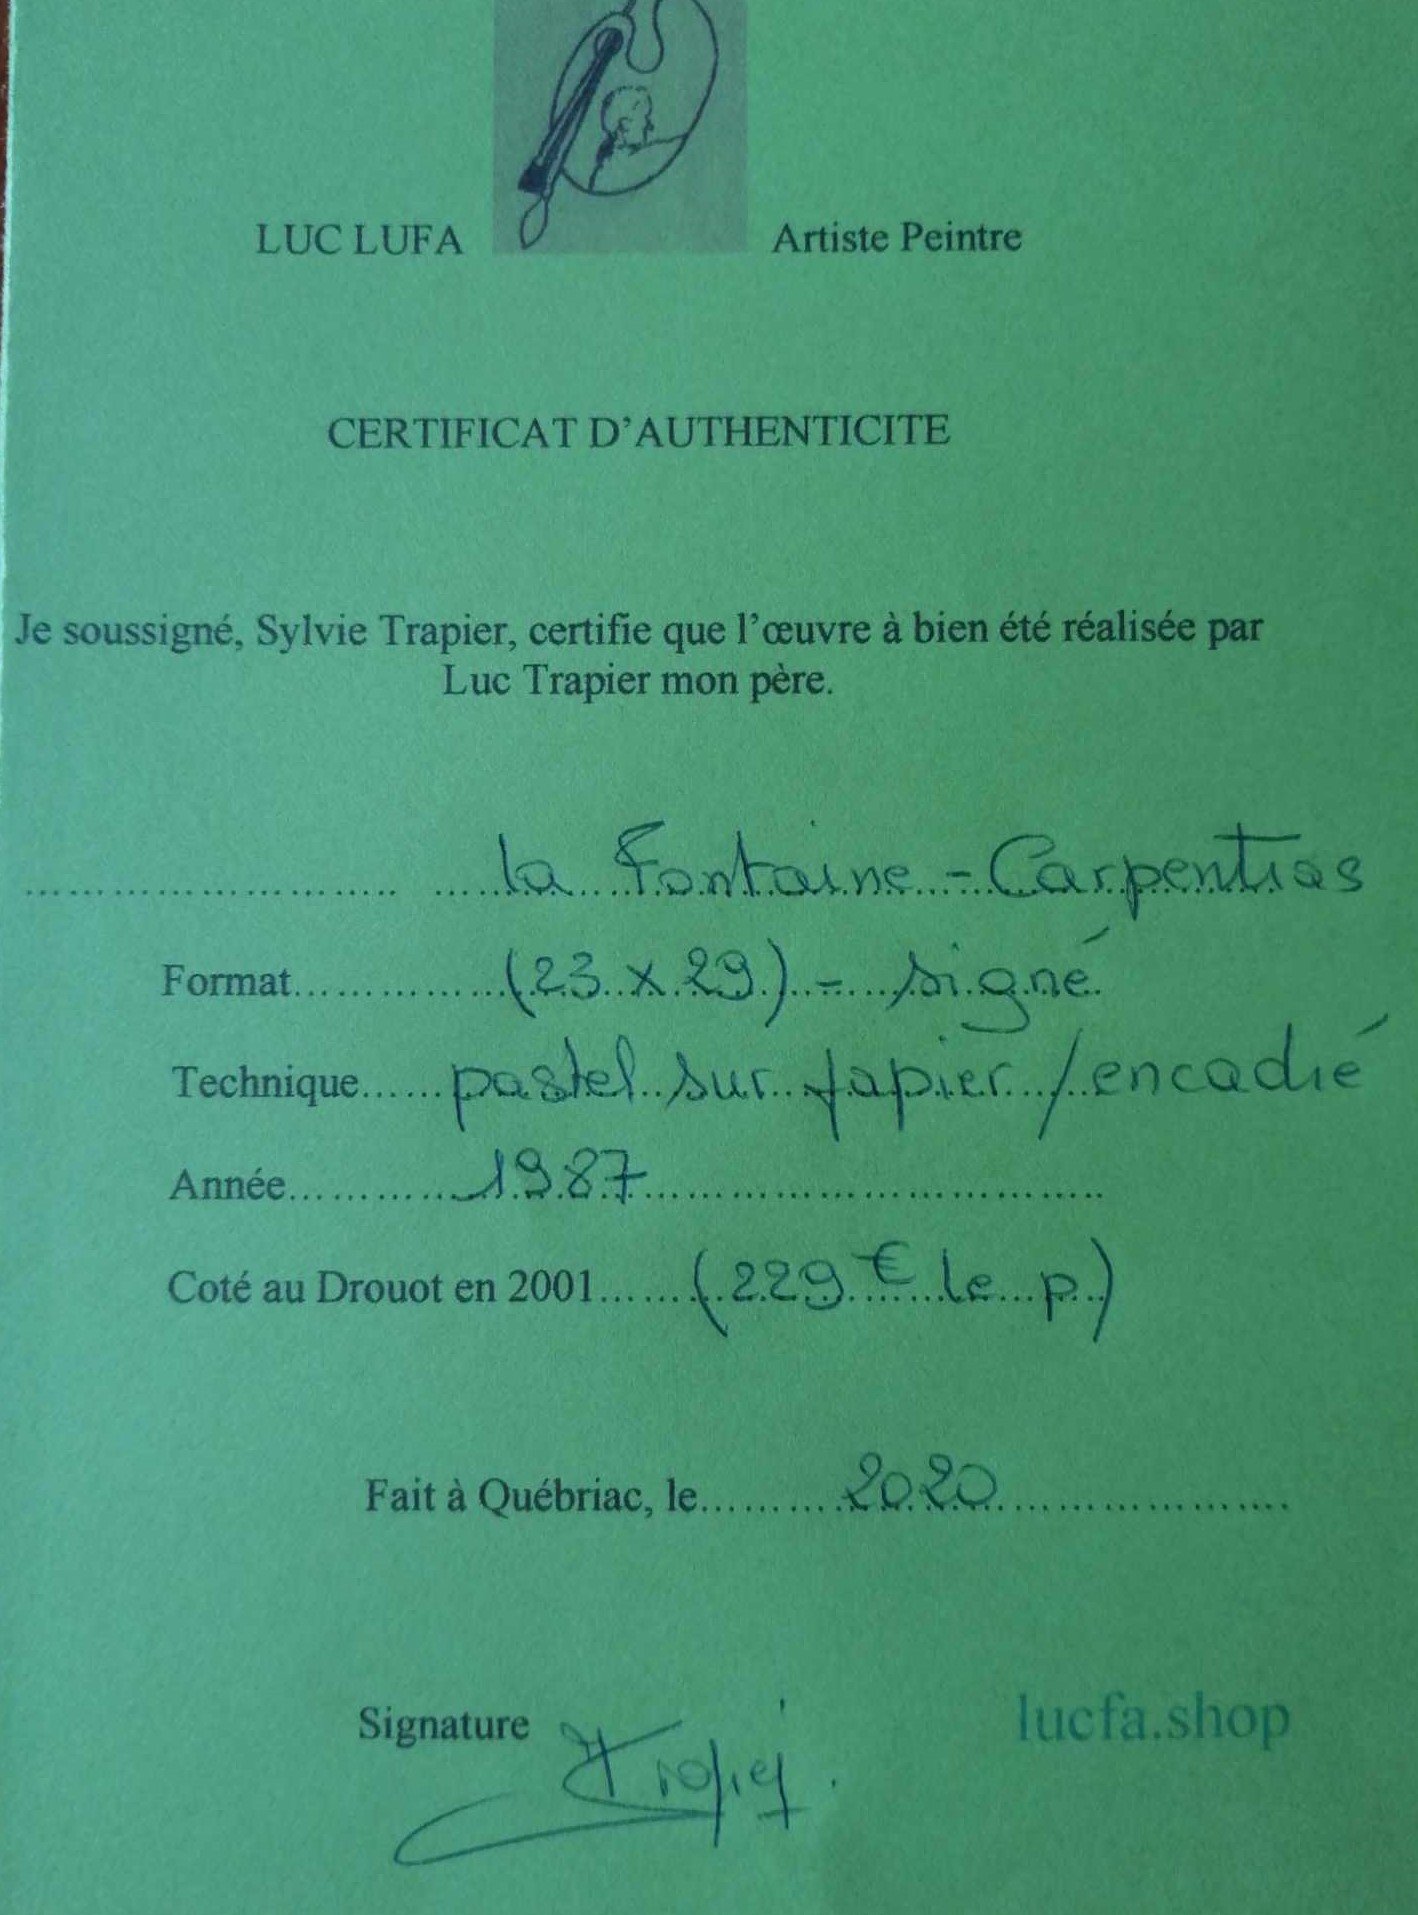 LUC LUFA Artiste Peintre
CERTIFICAT D'AUTHENTICITE
Je soussigné, Sylvie Trapier, certifie que l'œuvre à bien été réalisée par
Luc Trapier mon père.
........................ la Fontaine - Carpentras
Format............... (23 x 29) - signé
Technique...... pastel sur papier / encadré
Année........... 1987 ...............................
Coté au Drouot en 2001...... (229 € le p)
Fait à Québriac, le......... 2020 ...................
Signature Trapier
lucfa.shop